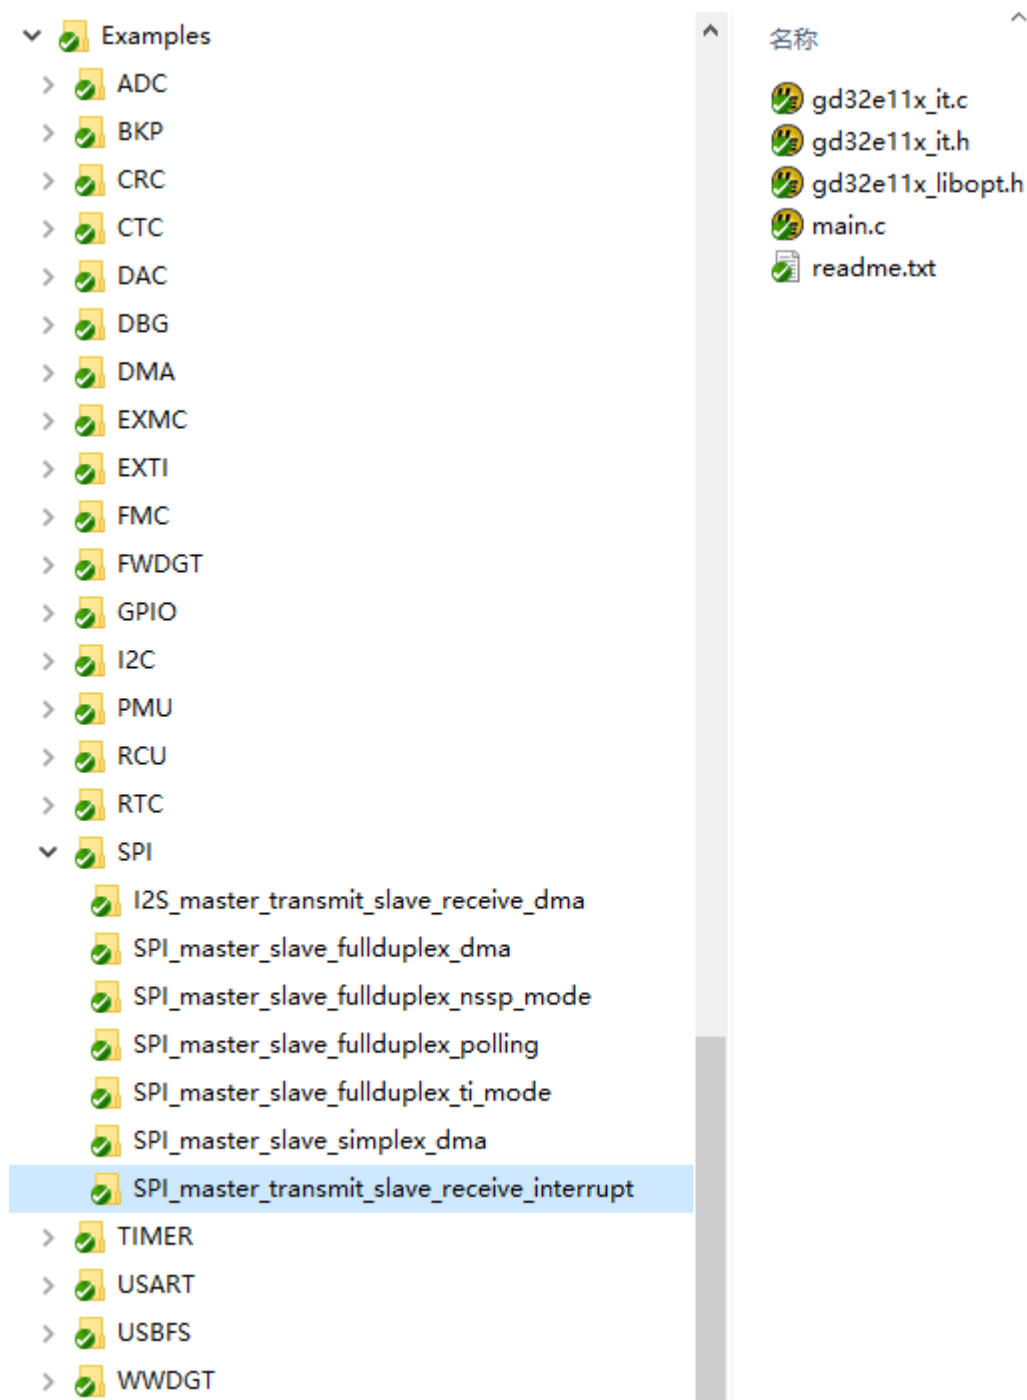 Examples
ADC
BKP
CRC
CTC
DAC
DBG
DMA
EXMC
EXTI
FMC
FWDGT
GPIO
I2C
PMU
RCU
RTC
SPI
I2S_master_transmit_slave_receive_dma
SPI_master_slave_fullduplex_dma
SPI_master_slave_fullduplex_nssp_mode
SPI_master_slave_fullduplex_polling
SPI_master_slave_fullduplex_ti_mode
SPI_master_slave_simplex_dma
SPI_master_transmit_slave_receive_interrupt
TIMER
USART
USBFS
WWDGT
名称
gd32e11x_it.c
gd32e11x_it.h
gd32e11x_libopt.h
main.c
readme.txt